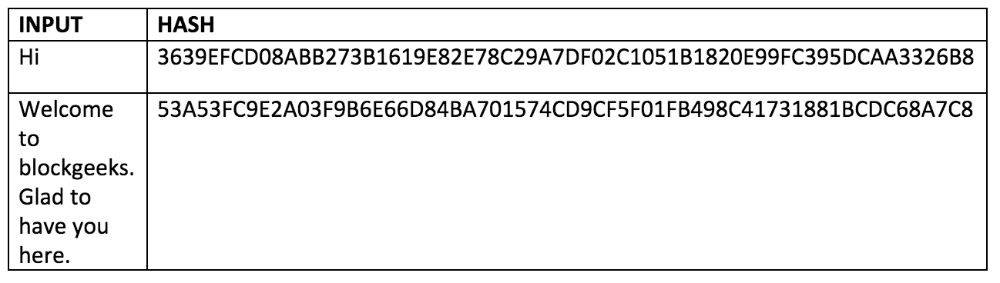 INPUT HASH
Hi 3639EFCD08ABB273B1619E82E78C29A7DF02C1051B1820E99FC395DCAA3326B8
Welcome 53A53FC9E2A03F9B6E66D84BA701574CD9CF5F01FB498C41731881BCDC68A7C8
to
blockgeeks.
Glad to
have you
here.